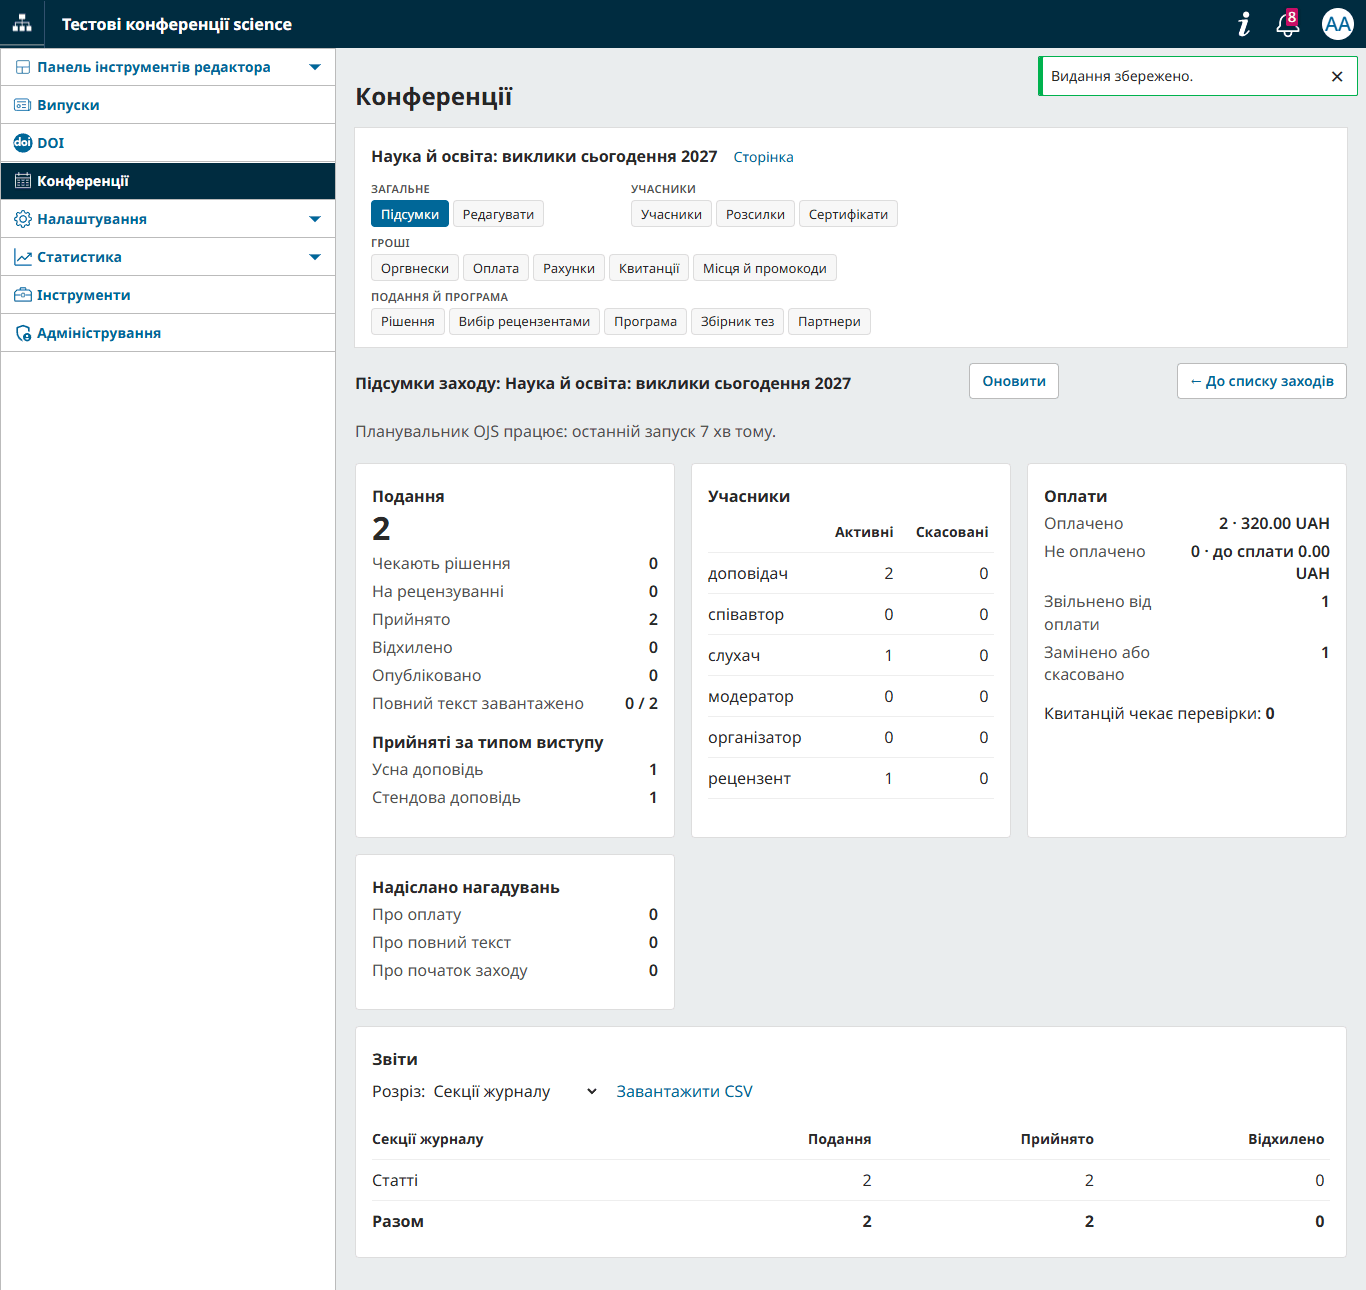 Тестові конференції science
8
AA
Панель інструментів редактора
Випуски
doi DOI
Конференції
Налаштування
Статистика
Інструменти
Адміністрування
Видання збережено.
Конференції
Наука й освіта: виклики сьогодення 2027 Сторінка
ЗАГАЛЬНЕ УЧАСНИКИ
Підсумки Редагувати Учасники Розсилки Сертифікати
ГРОШІ
Оргвнески Оплата Рахунки Квитанції Місця й промокоди
ПОДАННЯ Й ПРОГРАМА
Рішення Вибір рецензентами Програма Збірник тез Партнери
Підсумки заходу: Наука й освіта: виклики сьогодення 2027 Оновити ← До списку заходів
Планувальник OJS працює: останній запуск 7 хв тому.
Подання
2
Чекають рішення 0
На рецензуванні 0
Прийнято 2
Відхилено 0
Опубліковано 0
Повний текст завантажено 0 / 2
Прийняті за типом виступу
Усна доповідь 1
Стендова доповідь 1
Учасники
Активні Скасовані
доповідач 2 0
співавтор 0 0
слухач 1 0
модератор 0 0
організатор 0 0
рецензент 1 0
Оплати
Оплачено 2 · 320.00 UAH
Не оплачено 0 · до сплати 0.00
UAH
Звільнено від 1
оплати
Замінено або 1
скасовано
Квитанцій чекає перевірки: 0
Надіслано нагадувань
Про оплату 0
Про повний текст 0
Про початок заходу 0
Звіти
Розріз: Секції журналу Завантажити CSV
Секції журналу Подання Прийнято Відхилено
Статті 2 2 0
Разом 2 2 0